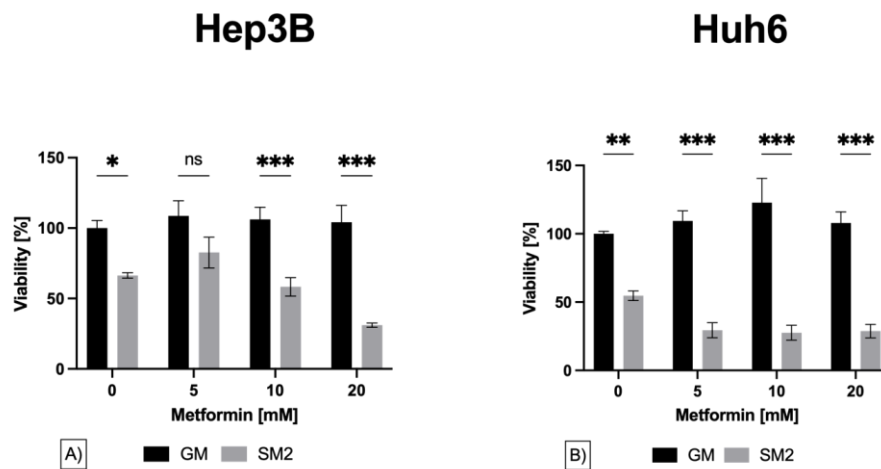 Hep3B
Huh6
* ns *** ***
150
100
50
0
Viability [%]
0 5 10 20
Metformin [mM]
A) GM SM2
** *** *** ***
150
100
50
0
Viability [%]
0 5 10 20
Metformin [mM]
B) GM SM2